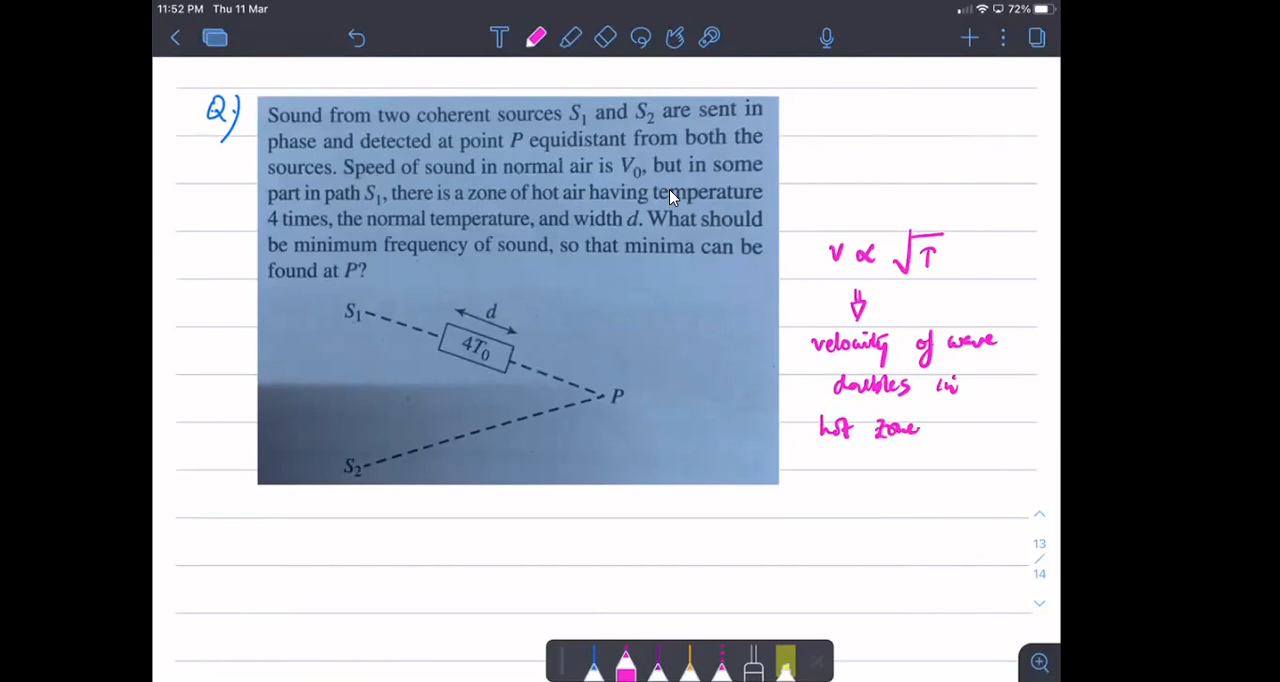 11:52 PM Thu 11 Mar
72%
T
Q.)
Sound from two coherent sources S₁ and S₂ are sent in
phase and detected at point P equidistant from both the
sources. Speed of sound in normal air is V₀, but in some
part in path S₁, there is a zone of hot air having temperature
4 times, the normal temperature, and width d. What should
be minimum frequency of sound, so that minima can be
found at P?
S₁
d
4T₀
P
S₂
v ∝ √T
⇓
velocity of wave
doubles in
hot zone
13
/
14